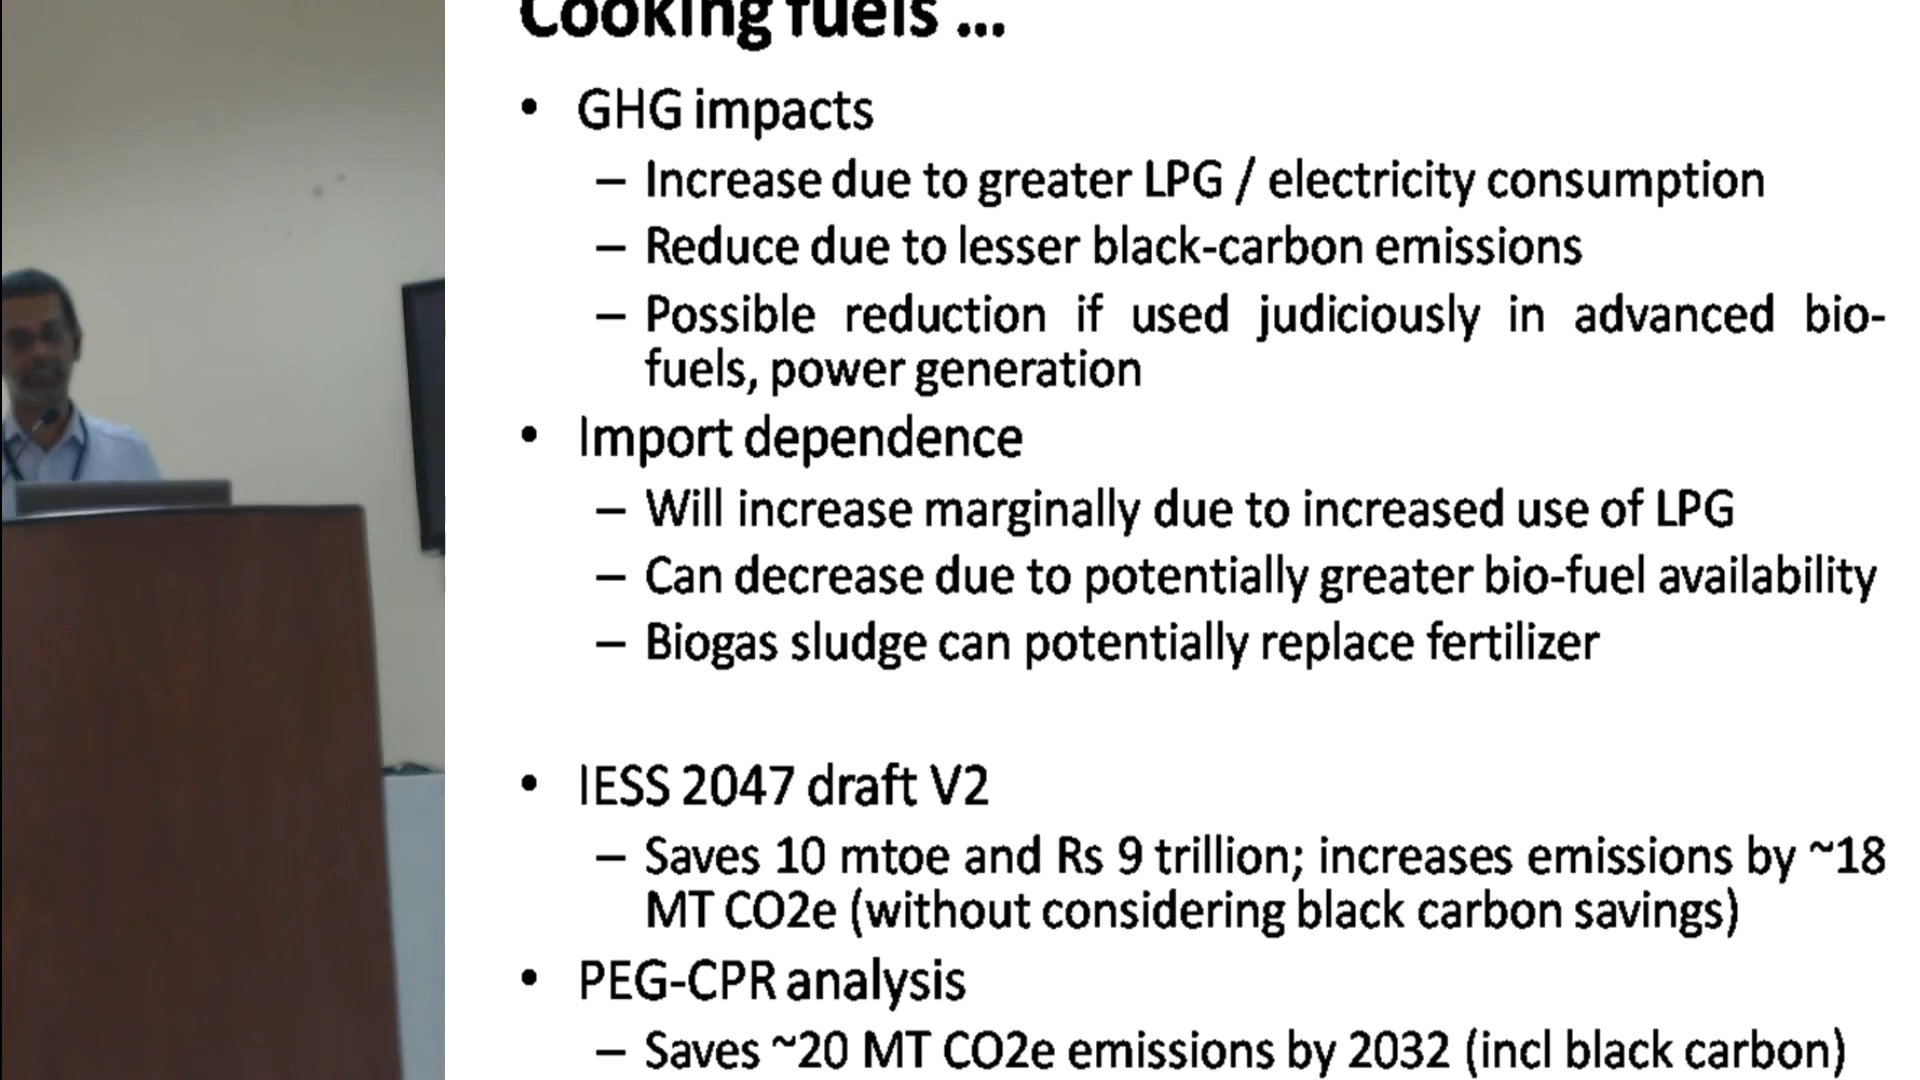 Cooking fuels ...
• GHG impacts
– Increase due to greater LPG / electricity consumption
– Reduce due to lesser black-carbon emissions
– Possible reduction if used judiciously in advanced bio-
fuels, power generation
• Import dependence
– Will increase marginally due to increased use of LPG
– Can decrease due to potentially greater bio-fuel availability
– Biogas sludge can potentially replace fertilizer
• IESS 2047 draft V2
– Saves 10 mtoe and Rs 9 trillion; increases emissions by ~18
MT CO2e (without considering black carbon savings)
• PEG-CPR analysis
– Saves ~20 MT CO2e emissions by 2032 (incl black carbon)